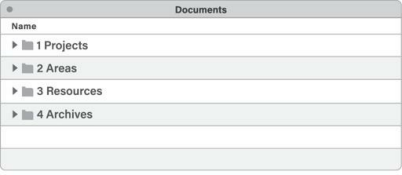 Documents
Name
1 Projects
2 Areas
3 Resources
4 Archives